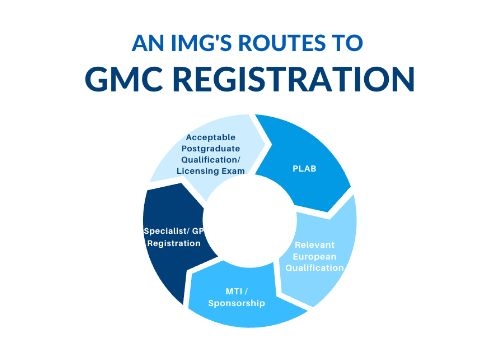 AN IMG'S ROUTES TO
GMC REGISTRATION
Acceptable
Postgraduate
Qualification/
Licensing Exam
PLAB
Relevant
European
Qualification
MTI /
Sponsorship
Specialist/ GP
Registration